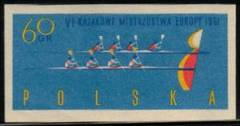 VI KAJAKOWE MISTRZOSTWA EUROPY 1961
60
GR
POLSKA